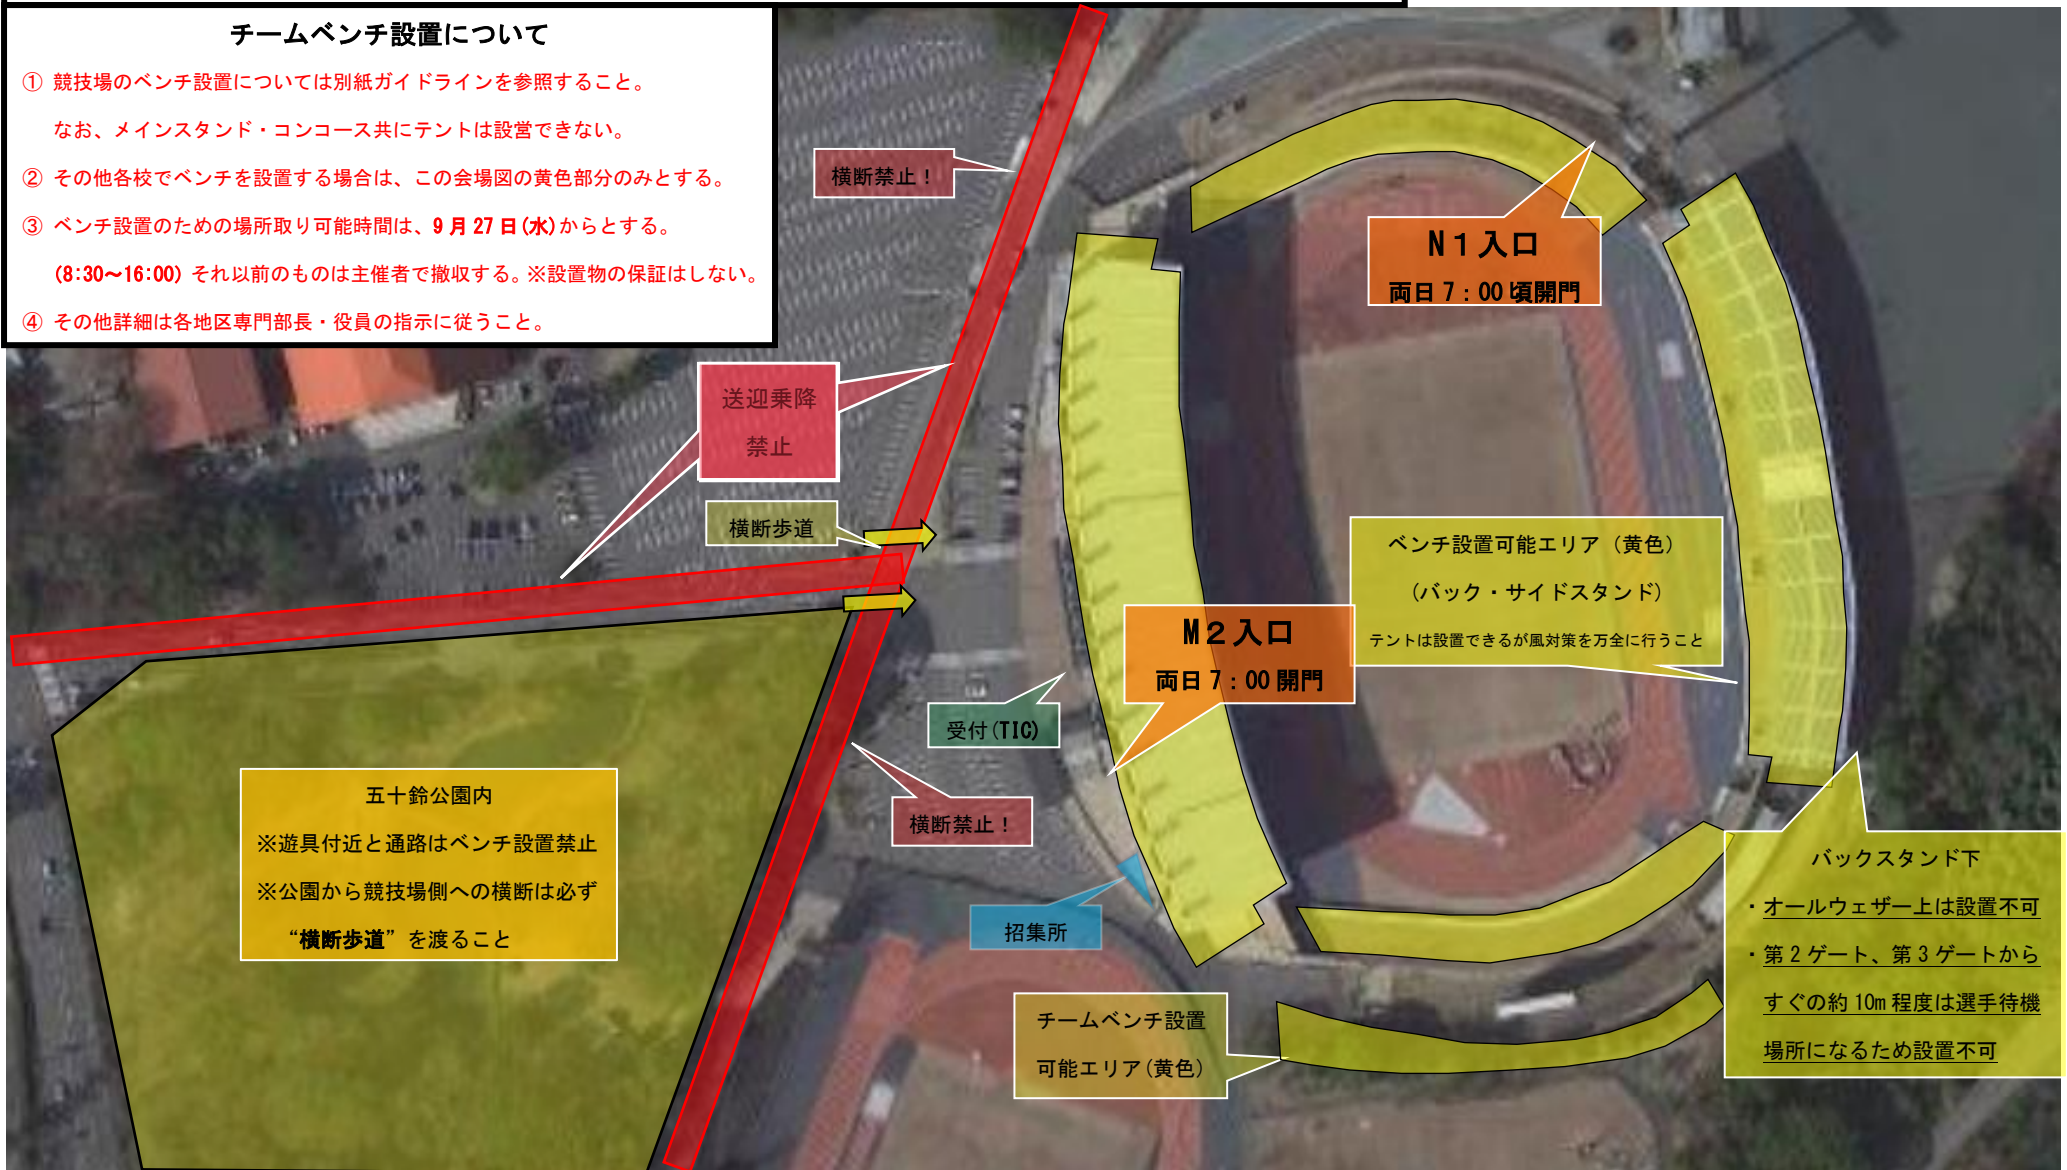 チームベンチ設置について
① 競技場のベンチ設置については別紙ガイドラインを参照すること。
なお、メインスタンド・コンコース共にテントは設営できない。
② その他各校でベンチを設置する場合は、この会場図の黄色部分のみとする。
③ ベンチ設置のための場所取り可能時間は、9月27日(水)からとする。
(8:30～16:00) それ以前のものは主催者で撤収する。※設置物の保証はしない。
④ その他詳細は各地区専門部長・役員の指示に従うこと。
横断禁止！
N1入口
両日7：00頃開門
送迎乗降
禁止
横断歩道
ベンチ設置可能エリア（黄色）
（バック・サイドスタンド）
テントは設置できるが風対策を万全に行うこと
M2入口
両日7：00開門
受付(TIC)
横断禁止！
五十鈴公園内
※遊具付近と通路はベンチ設置禁止
※公園から競技場側への横断は必ず
“横断歩道”を渡ること
招集所
バックスタンド下
・オールウェザー上は設置不可
・第2ゲート、第3ゲートから
すぐの約10m程度は選手待機
場所になるため設置不可
チームベンチ設置
可能エリア(黄色)